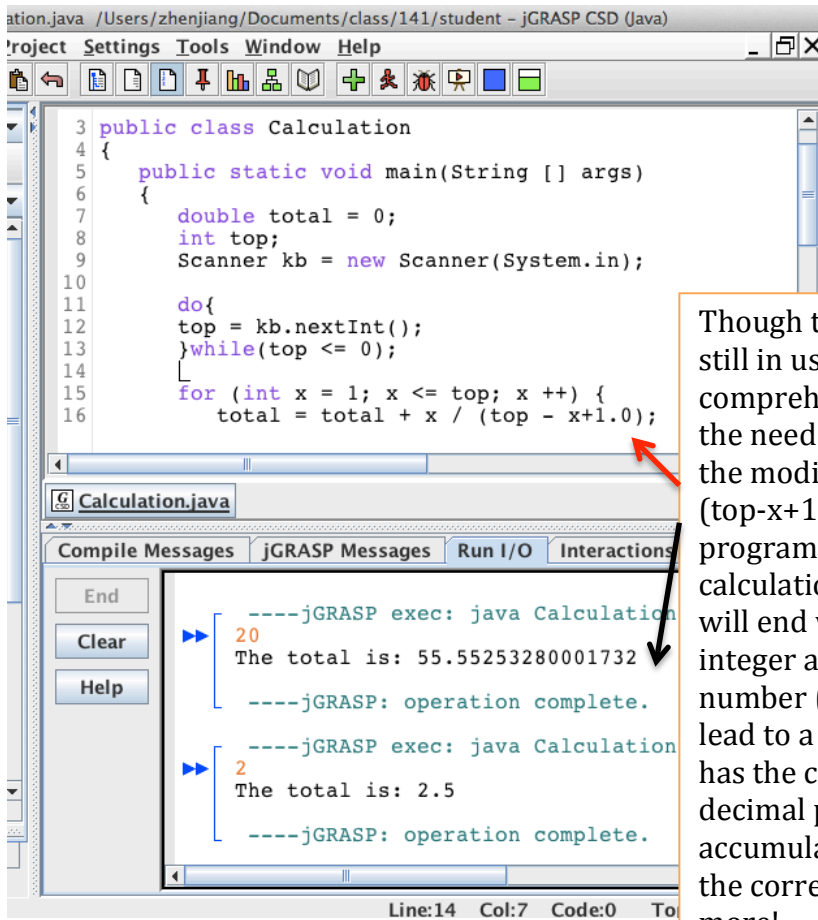 ation.java /Users/zhenjiang/Documents/class/141/student - jGRASP CSD (Java)
Project Settings Tools Window Help
3 public class Calculation
4 {
5 public static void main(String [] args)
6 {
7 double total = 0;
8 int top;
9 Scanner kb = new Scanner(System.in);
10
11 do{
12 top = kb.nextInt();
13 }while(top <= 0);
14
15 for (int x = 1; x <= top; x ++) {
16 total = total + x / (top - x+1.0);
Calculation.java
Compile Messages jGRASP Messages Run I/O Interactions
End
Clear
Help
----jGRASP exec: java Calculation
20
The total is: 55.55253280001732
----jGRASP: operation complete.
----jGRASP exec: java Calculation
2
The total is: 2.5
----jGRASP: operation complete.
Line:14 Col:7 Code:0 To
Though t
still in us
compreh
the need
the modi
(top-x+1
program
calculatio
will end
integer a
number (
lead to a
has the c
decimal p
accumula
the corre
more!